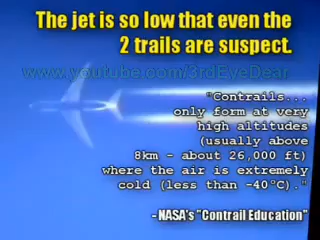 The jet is so low that even the
2 trails are suspect.
www.youtube.com/3rdEyeDear
"Contrails...
only form at very
high altitudes
(usually above
8km - about 26,000 ft)
where the air is extremely
cold (less than -40°C)."
-NASA's "Contrail Education"